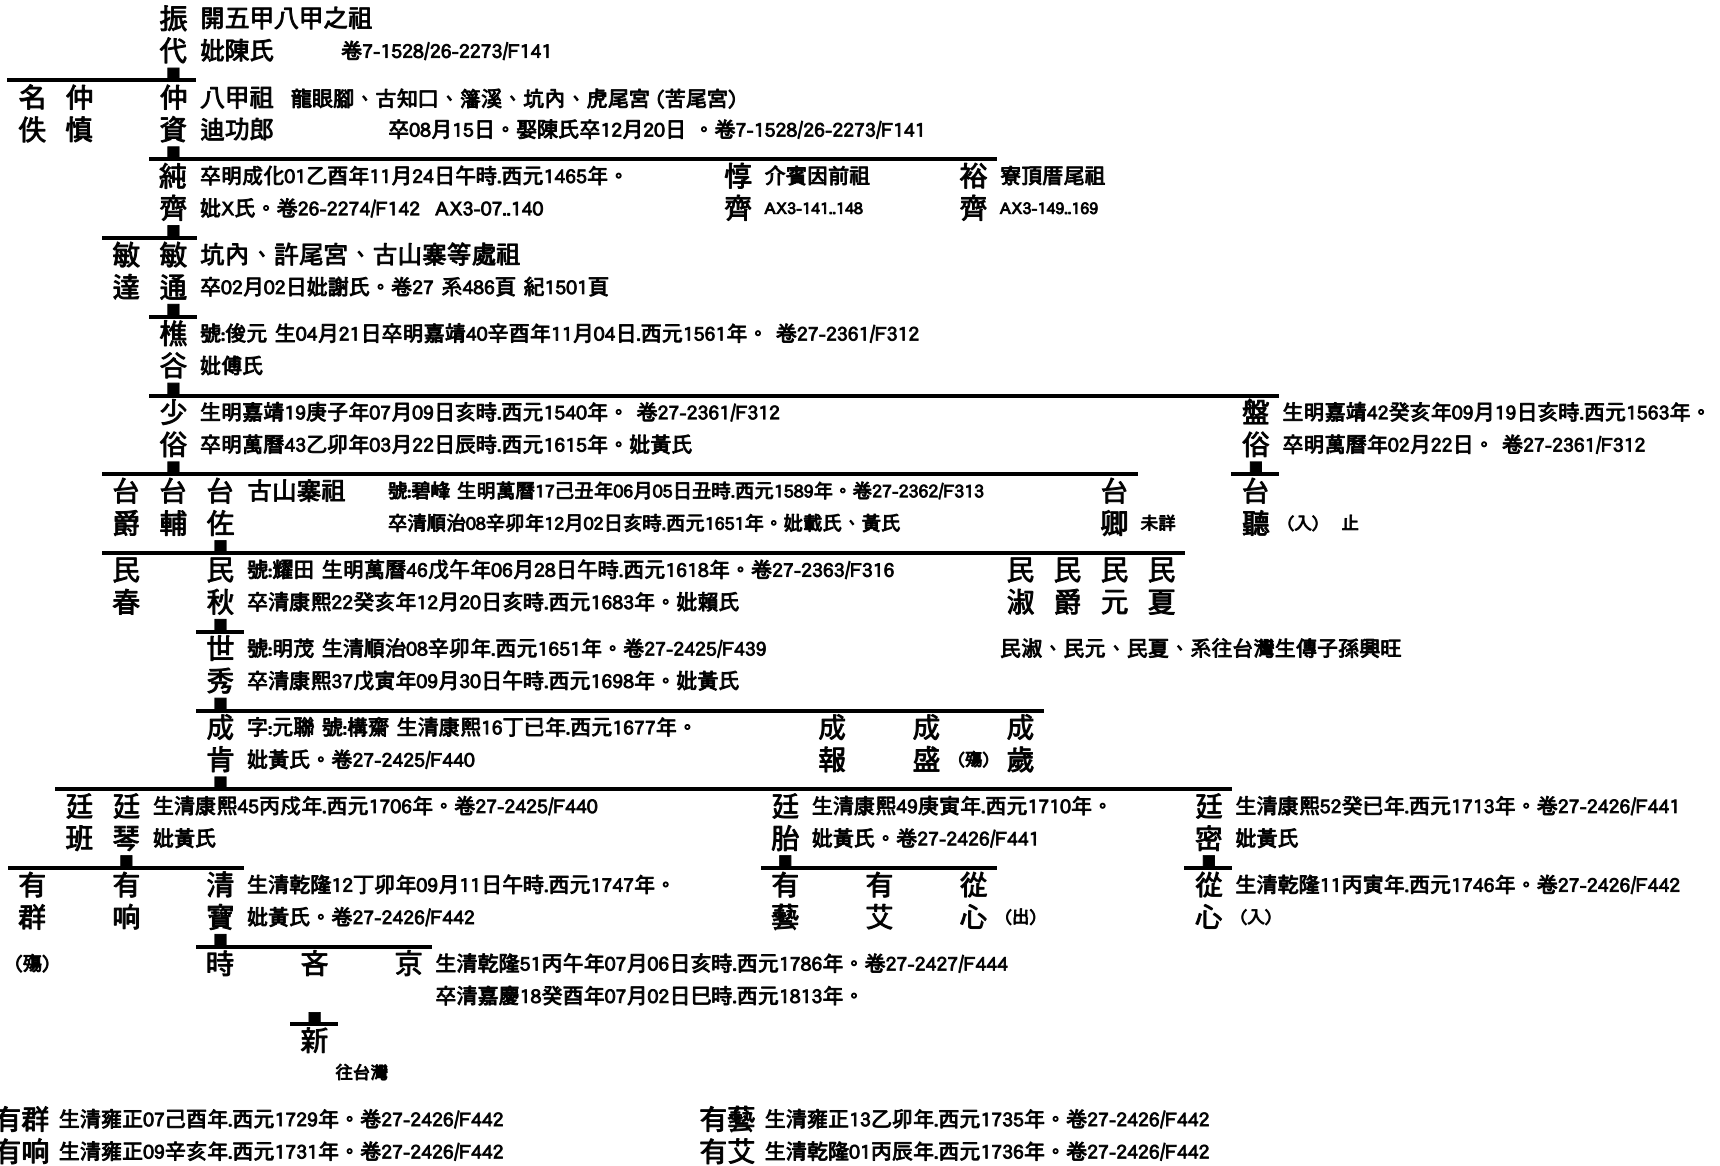 振代 開五甲八甲之祖
妣陳氏 卷7-1528/26-2273/F141
名佚 仲慎 仲資 八甲祖 龍眼腳、古知口、籓溪、坑內、虎尾宮 (苦尾宮)
迪功郎 卒08月15日。娶陳氏卒12月20日 。卷7-1528/26-2273/F141
純齊 卒明成化01乙酉年11月24日午時.西元1465年。 惇齊 介賓因前祖 裕齊 寮頂厝尾祖
妣X氏。卷26-2274/F142 AX3-07..140 AX3-141..148 AX3-149..169
敏達 敏通 坑內、許尾宮、古山寨等處祖
卒02月02日妣謝氏。卷27 系486頁 紀1501頁
樵谷 號:俊元 生04月21日卒明嘉靖40辛酉年11月04日.西元1561年。 卷27-2361/F312
妣傅氏
少俗 生明嘉靖19庚子年07月09日亥時.西元1540年。 卷27-2361/F312 盤俗 生明嘉靖42癸亥年09月19日亥時.西元1563年。
卒明萬曆43乙卯年03月22日辰時.西元1615年。妣黃氏 卒明萬曆年02月22日。 卷27-2361/F312
台爵 台輔 台佐 古山寨祖 號:碧峰 生明萬曆17己丑年06月05日丑時.西元1589年。卷27-2362/F313 台卿 未詳 台聽 (入) 止
卒清順治08辛卯年12月02日亥時.西元1651年。妣載氏、黃氏
民春 民秋 號:耀田 生明萬曆46戊午年06月28日午時.西元1618年。卷27-2363/F316 民淑 民爵 民元 民夏
卒清康熙22癸亥年12月20日亥時.西元1683年。妣賴氏
世秀 號:明茂 生清順治08辛卯年.西元1651年。卷27-2425/F439 民淑、民元、民夏、系往台灣生傳子孫興旺
卒清康熙37戊寅年09月30日午時.西元1698年。妣黃氏
成肯 字:元聯 號:構齋 生清康熙16丁已年.西元1677年。 成報 成盛 (殤) 成歲
妣黃氏。卷27-2425/F440
廷班 廷琴 生清康熙45丙戍年.西元1706年。卷27-2425/F440 廷胎 生清康熙49庚寅年.西元1710年。 廷密 生清康熙52癸已年.西元1713年。卷27-2426/F441
妣黃氏 妣黃氏。卷27-2426/F441 妣黃氏
有群 有响 清寶 生清乾隆12丁卯年09月11日午時.西元1747年。 有藝 有艾 從心 (出) 從心 (入) 生清乾隆11丙寅年.西元1746年。卷27-2426/F442
妣黃氏。卷27-2426/F442
(殤) 時 吝 京 生清乾隆51丙午年07月06日亥時.西元1786年。卷27-2427/F444
卒清嘉慶18癸酉年07月02日巳時.西元1813年。
新
往台灣
有群 生清雍正07己酉年.西元1729年。卷27-2426/F442 有藝 生清雍正13乙卯年.西元1735年。卷27-2426/F442
有响 生清雍正09辛亥年.西元1731年。卷27-2426/F442 有艾 生清乾隆01丙辰年.西元1736年。卷27-2426/F442